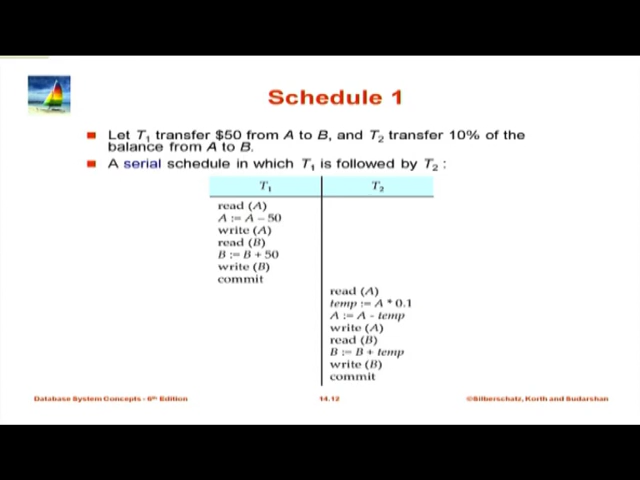 Schedule 1
Let T1 transfer $50 from A to B, and T2 transfer 10% of the
balance from A to B.
A serial schedule in which T1 is followed by T2 :
T1 T2
read (A)
A := A – 50
write (A)
read (B)
B := B + 50
write (B)
commit
read (A)
temp := A * 0.1
A := A - temp
write (A)
read (B)
B := B + temp
write (B)
commit
Database System Concepts - 6th Edition 14.12 ©Silberschatz, Korth and Sudarshan